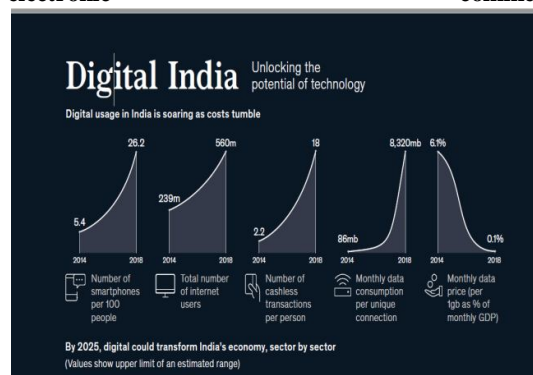 Digital India
Unlocking the
potential of technology
Digital usage in India is soaring as costs tumble
26.2
560m
18
8,320mb
6.1%
5.4
239m
2.2
86mb
0.1%
2014 2018
2014 2018
2014 2018
2014 2018
2014 2018
Number of
smartphones
per 100
people
Total number
of internet
users
Number of
cashless
transactions
per person
Monthly data
consumption
per unique
connection
Monthly data
price (per
1gb as % of
monthly GDP)
By 2025, digital could transform India's economy, sector by sector
(Values show upper limit of an estimated range)